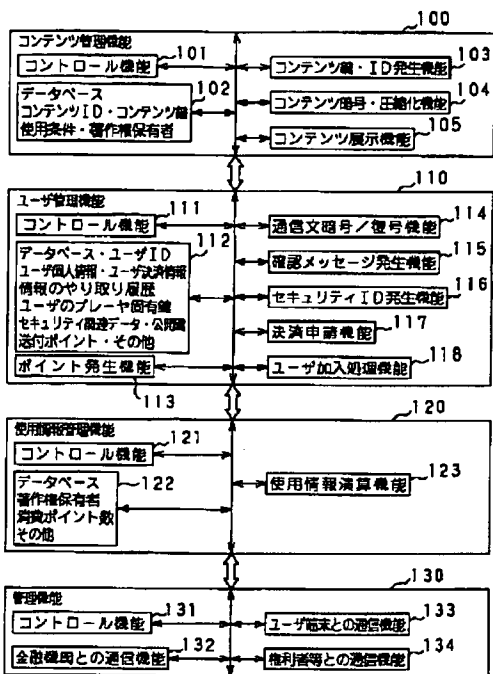 100
コンテンツ管理機能
101
コントロール機能
102
データベース
コンテンツID・コンテンツ鍵
使用条件・著作権保有者
103
コンテンツ鍵・ID発生機能
104
コンテンツ暗号・圧縮化機能
105
コンテンツ展示機能
110
ユーザ管理機能
111
コントロール機能
112
データベース・ユーザID
ユーザ個人情報・ユーザ決済情報
情報のやり取り履歴
ユーザのプレーヤ固有鍵
セキュリティ関連データ・公開鍵
送付ポイント・その他
ポイント発生機能
113
114
通信文暗号/復号機能
115
確認メッセージ発生機能
116
セキュリティID発生機能
117
決済申請機能
118
ユーザ加入処理機能
120
使用情報管理機能
121
コントロール機能
122
データベース
著作権保有者
消費ポイント数
その他
123
使用情報演算機能
130
管理機能
131
コントロール機能
132
金融機関との通信機能
133
ユーザ端末との通信機能
134
権利者等との通信機能